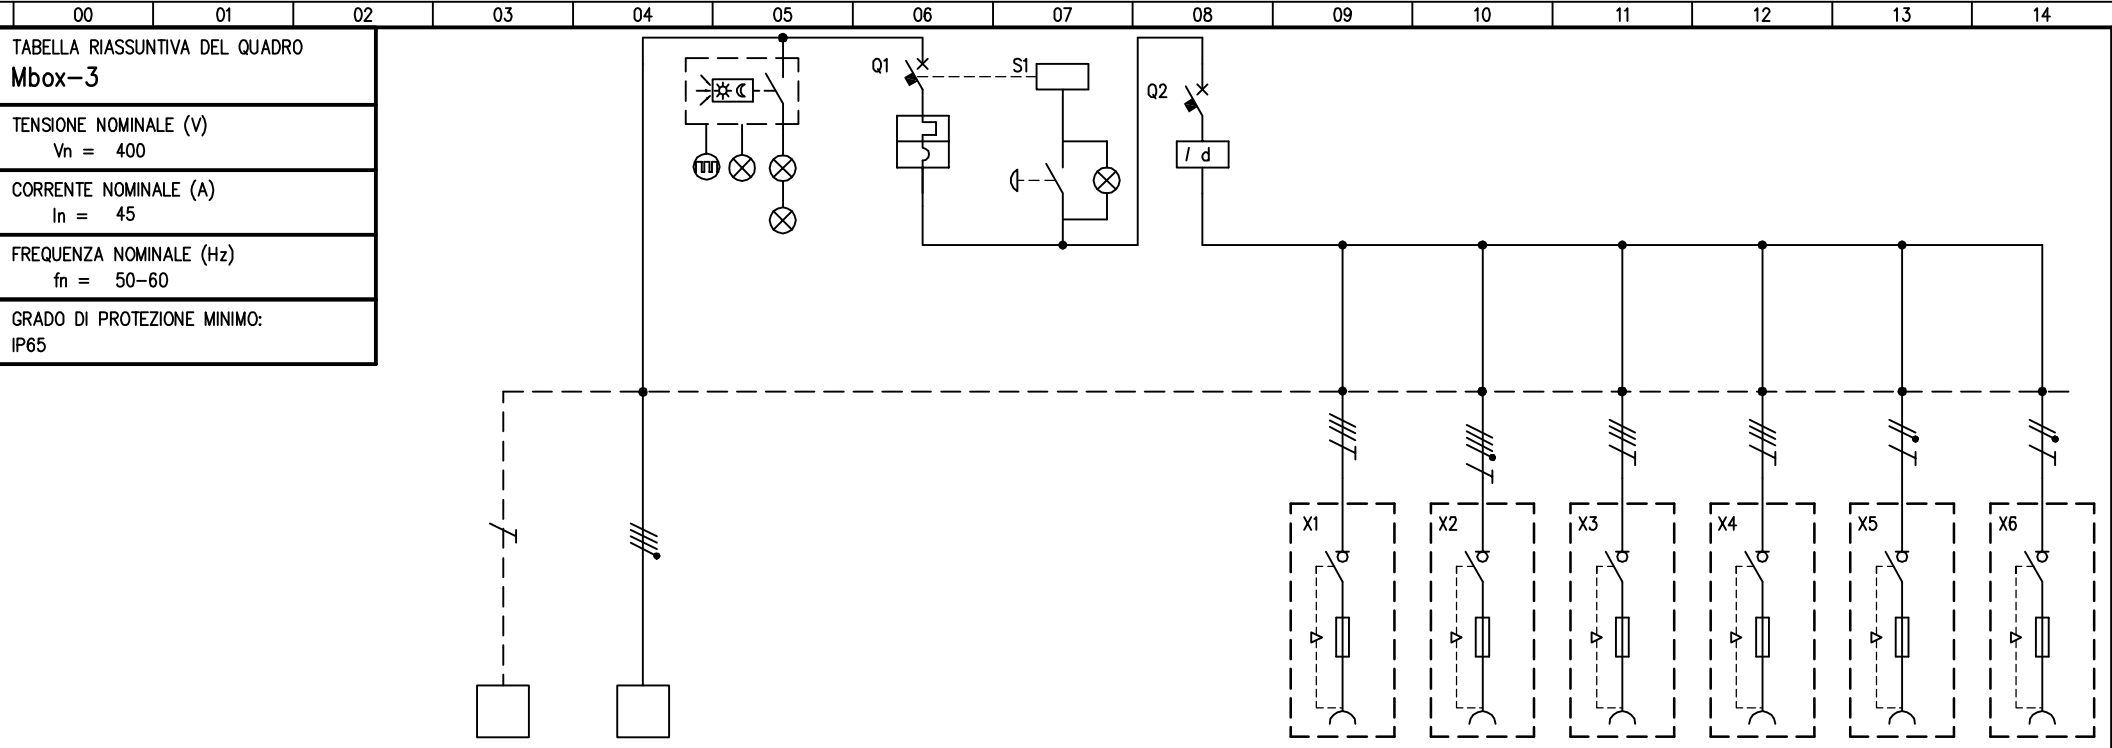 00 01 02 03 04 05 06 07 08 09 10 11 12 13 14
TABELLA RIASSUNTIVA DEL QUADRO
Mbox-3
TENSIONE NOMINALE (V)
Vn = 400
CORRENTE NOMINALE (A)
In = 45
FREQUENZA NOMINALE (Hz)
fn = 50-60
GRADO DI PROTEZIONE MINIMO:
IP65
Q1 S1
Q2
I d
X1 X2 X3 X4 X5 X6